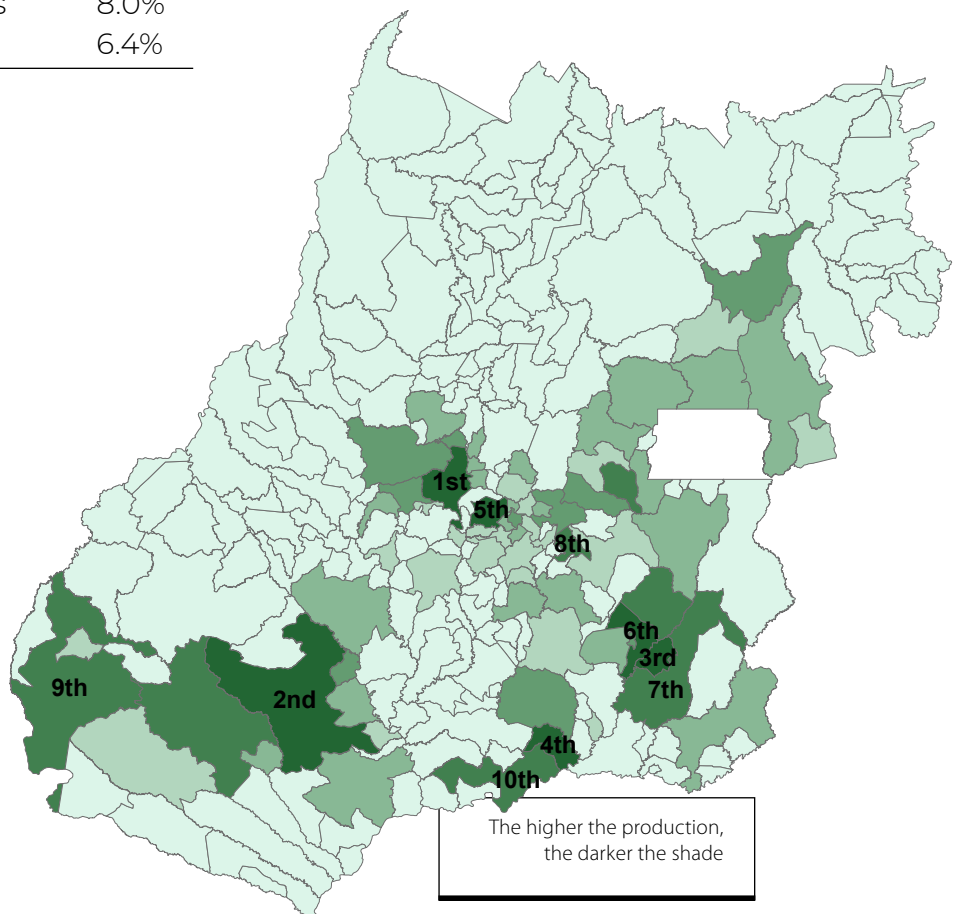 8.0%
6.4%
1st
5th
8th
6th
3rd
9th
7th
2nd
4th
10th
The higher the production,
the darker the shade